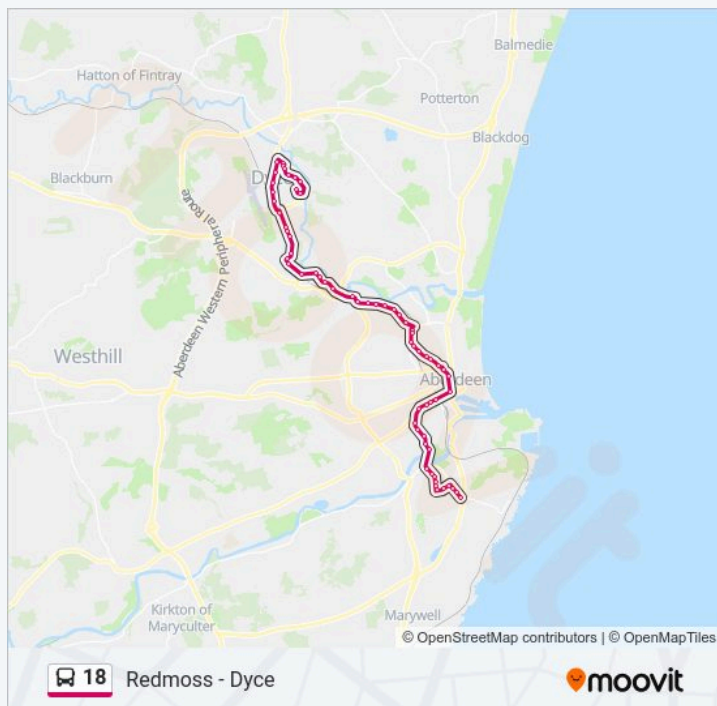 Balmedie
Hatton of Fintray
Potterton
Blackdog
Blackburn
Aberdeen Western Peripheral Route
Westhill
Aberdeen
Kirkton of
Maryculter
Marywell
© OpenStreetMap contributors | © OpenMapTiles
18 Redmoss - Dyce
moovit